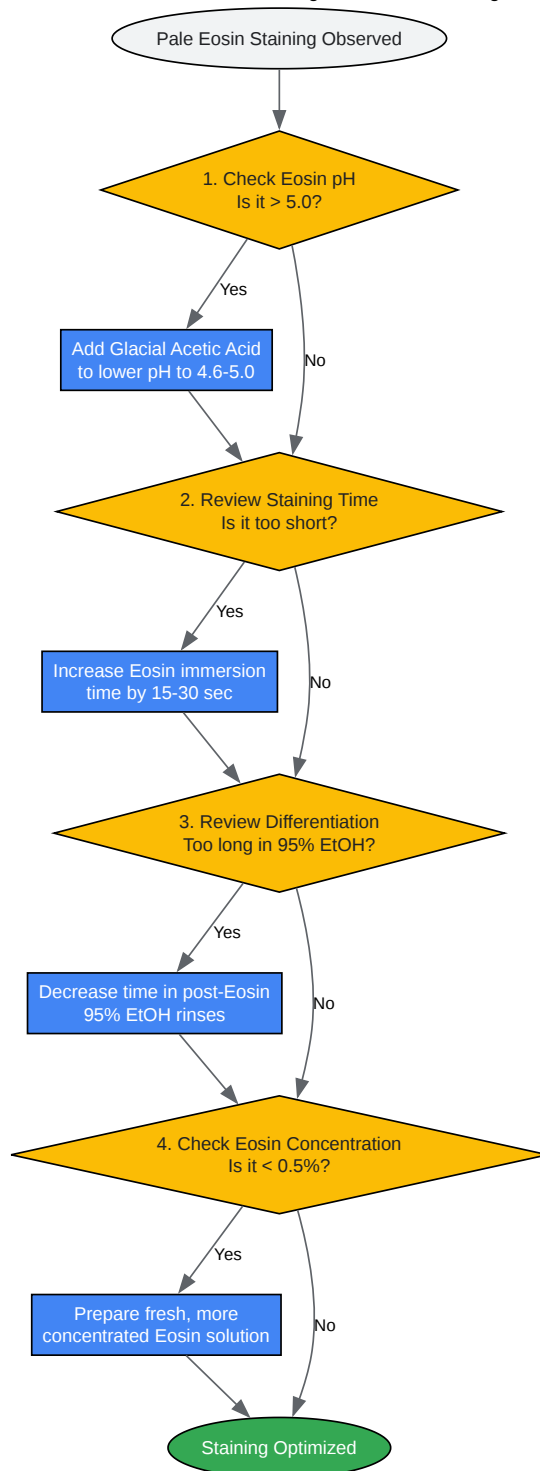 Pale Eosin Staining Observed
1. Check Eosin pH
Is it > 5.0?
Yes
Add Glacial Acetic Acid
to lower pH to 4.6-5.0
No
2. Review Staining Time
Is it too short?
Yes
Increase Eosin immersion
time by 15-30 sec
No
3. Review Differentiation
Too long in 95% EtOH?
Yes
Decrease time in post-Eosin
95% EtOH rinses
No
4. Check Eosin Concentration
Is it < 0.5%?
Yes
Prepare fresh, more
concentrated Eosin solution
No
Staining Optimized